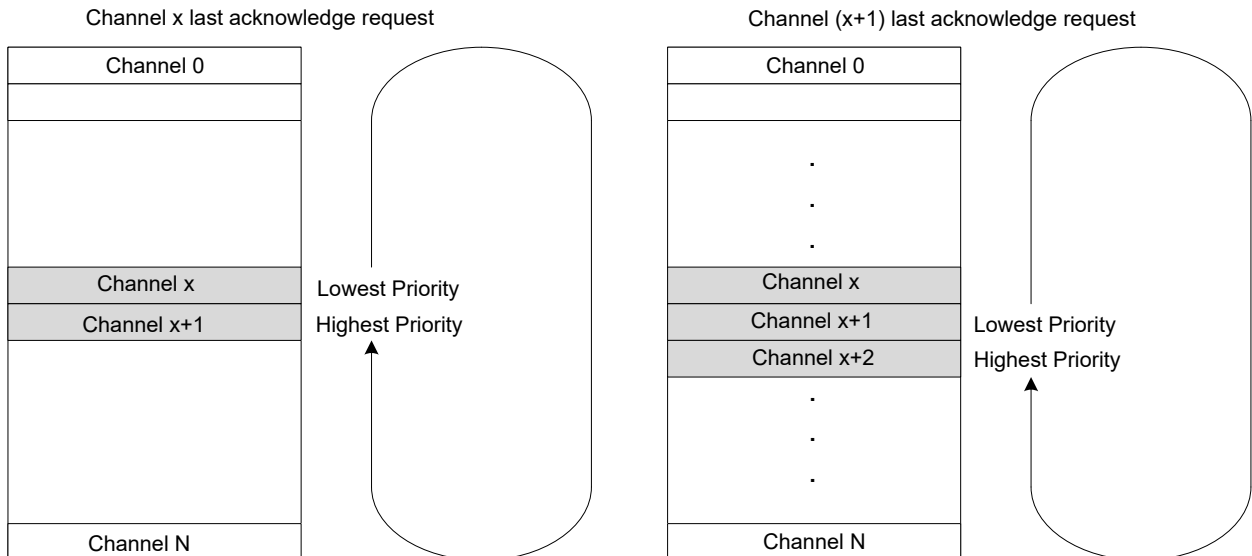 Channel x last acknowledge request
Channel 0
Channel x
Lowest Priority
Channel x+1
Highest Priority
Channel N
Channel (x+1) last acknowledge request
Channel 0
.
.
.
Channel x
Channel x+1
Lowest Priority
Channel x+2
Highest Priority
.
.
.
Channel N